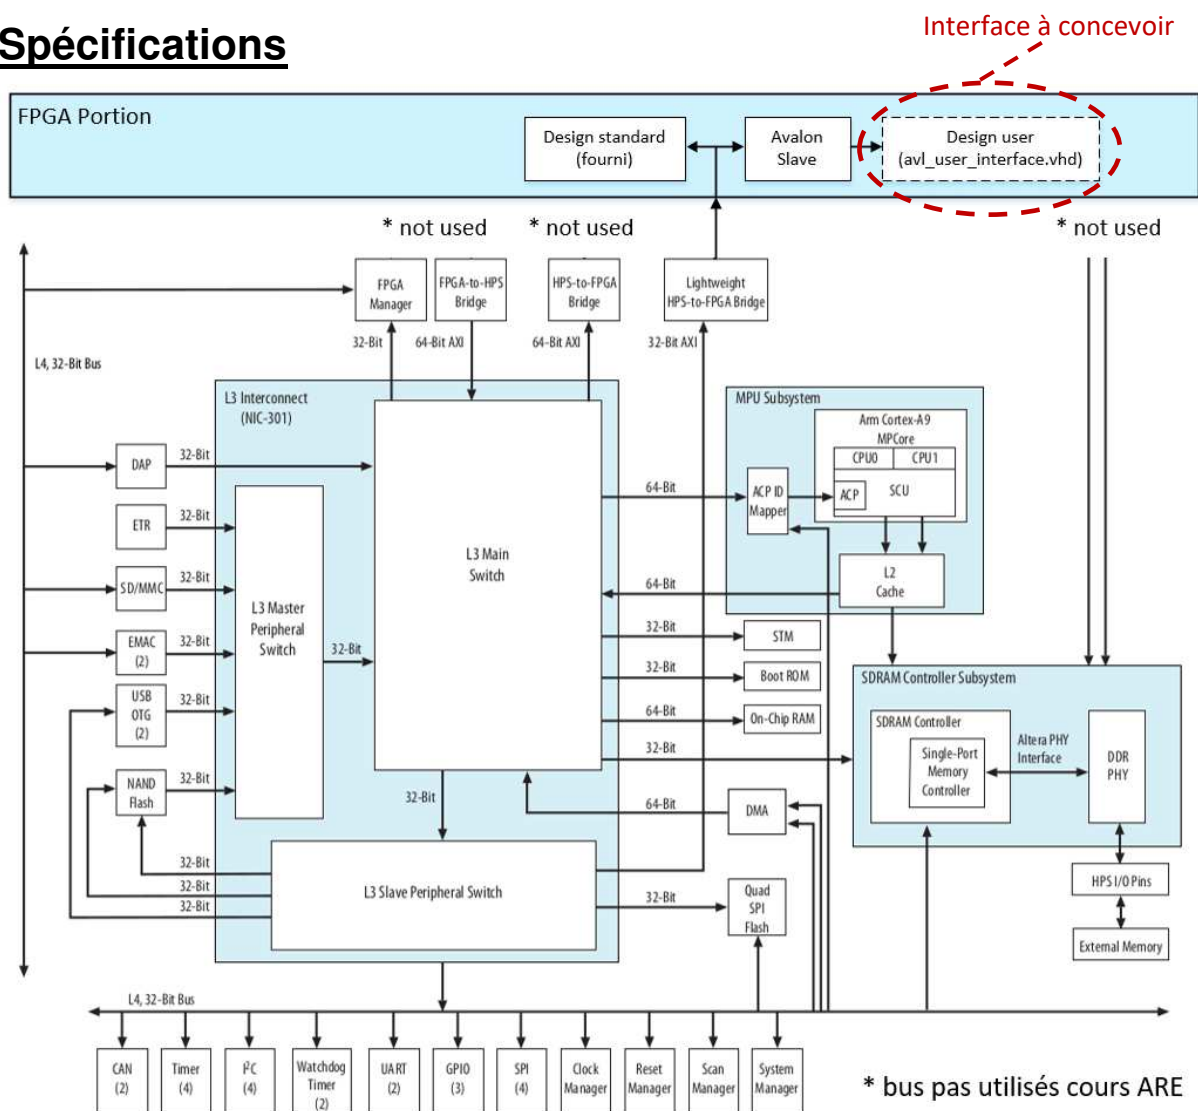 Interface à concevoir
Spécifications
FPGA Portion
Design standard
(fourni)
Avalon
Slave
Design user
(avl_user_interface.vhd)
* not used
* not used
* not used
FPGA
Manager
FPGA-to-HPS
Bridge
HPS-to-FPGA
Bridge
Lightweight
HPS-to-FPGA Bridge
32-Bit
64-Bit AXI
64-Bit AXI
32-Bit AXI
L4, 32-Bit Bus
L3 Interconnect
(NIC-301)
MPU Subsystem
Arm Cortex-A9
MPCore
CPU0
CPU1
ACP
SCU
ACP ID
Mapper
L2
Cache
DAP
32-Bit
ETR
32-Bit
SD/MMC
32-Bit
EMAC
(2)
32-Bit
USB
OTG
(2)
32-Bit
NAND
Flash
32-Bit
L3 Master
Peripheral
Switch
32-Bit
L3 Main
Switch
64-Bit
64-Bit
32-Bit
STM
32-Bit
Boot ROM
64-Bit
On-Chip RAM
32-Bit
64-Bit
DMA
SDRAM Controller Subsystem
SDRAM Controller
Single-Port
Memory
Controller
Altera PHY
Interface
DDR
PHY
32-Bit
32-Bit
32-Bit
32-Bit
L3 Slave Peripheral Switch
32-Bit
Quad
SPI
Flash
HPS I/O Pins
External Memory
L4, 32-Bit Bus
CAN
(2)
Timer
(4)
I²C
(4)
Watchdog
Timer
(2)
UART
(2)
GPIO
(3)
SPI
(4)
Clock
Manager
Reset
Manager
Scan
Manager
System
Manager
* bus pas utilisés cours ARE